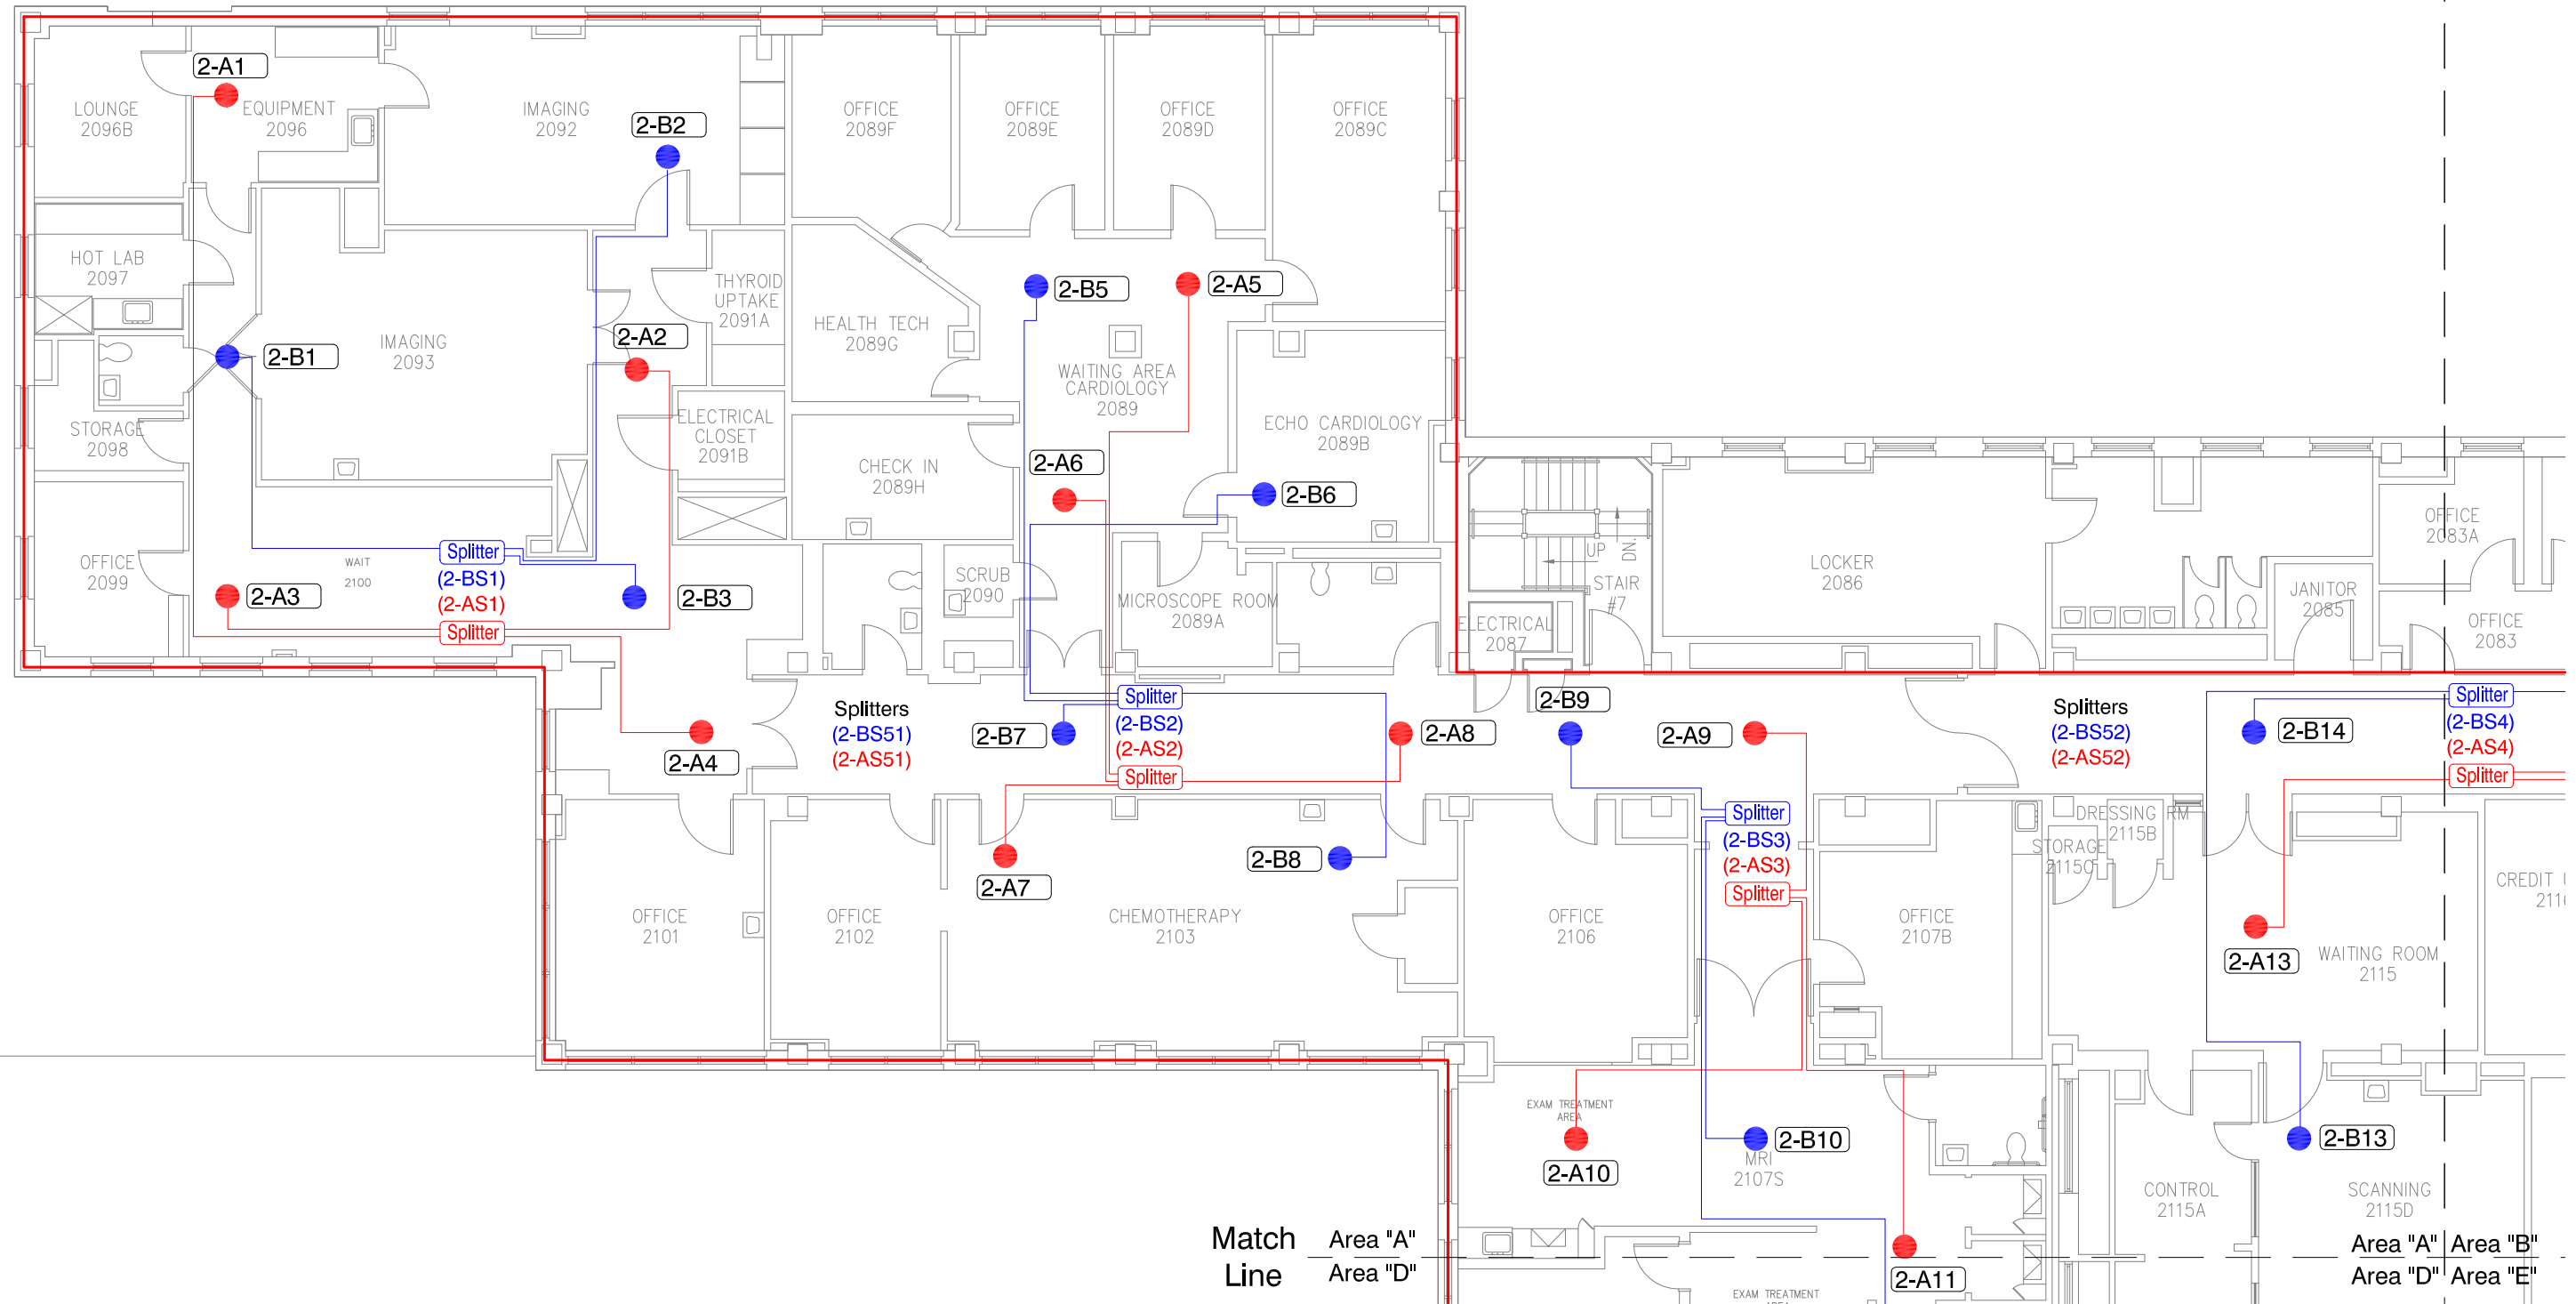 2-A1
LOUNGE
2096B
EQUIPMENT
2096
IMAGING
2092
2-B2
OFFICE
2089F
OFFICE
2089E
OFFICE
2089D
OFFICE
2089C
HOT LAB
2097
THYROID
UPTAKE
2091A
2-B5
2-A5
HEALTH TECH
2089G
2-A2
IMAGING
2093
2-B1
WAITING AREA
CARDIOLOGY
2089
STORAGE
2098
ELECTRICAL
CLOSET
2091B
ECHO CARDIOLOGY
2089B
CHECK IN
2089H
2-A6
2-B6
OFFICE
2099
WAIT
2100
Splitter
(2-BS1)
(2-AS1)
Splitter
2-A3
2-B3
SCRUB
2090
MICROSCOPE ROOM
2089A
UP
DN.
STAIR
#7
ELECTRICAL
2087
LOCKER
2086
JANITOR
2085
OFFICE
2083A
OFFICE
2083
2-A4
Splitters
(2-BS51)
(2-AS51)
2-B7
Splitter
(2-BS2)
(2-AS2)
Splitter
2-A8
2-B9
2-A9
Splitters
(2-BS52)
(2-AS52)
2-B14
Splitter
(2-BS4)
(2-AS4)
Splitter
2-A7
2-B8
Splitter
(2-BS3)
(2-AS3)
Splitter
DRESSING RM
2115B
STORAGE
2115C
CREDIT
OFFICE
2101
OFFICE
2102
CHEMOTHERAPY
2103
OFFICE
2106
OFFICE
2107B
2-A13
WAITING ROOM
2115
EXAM TREATMENT
AREA
2-A10
2-B10
MRI
2107S
2-B13
CONTROL
2115A
SCANNING
2115D
Match
Line
Area "A"
Area "D"
2-A11
EXAM TREATMENT
Area "A"
Area "B"
Area "D"
Area "E"